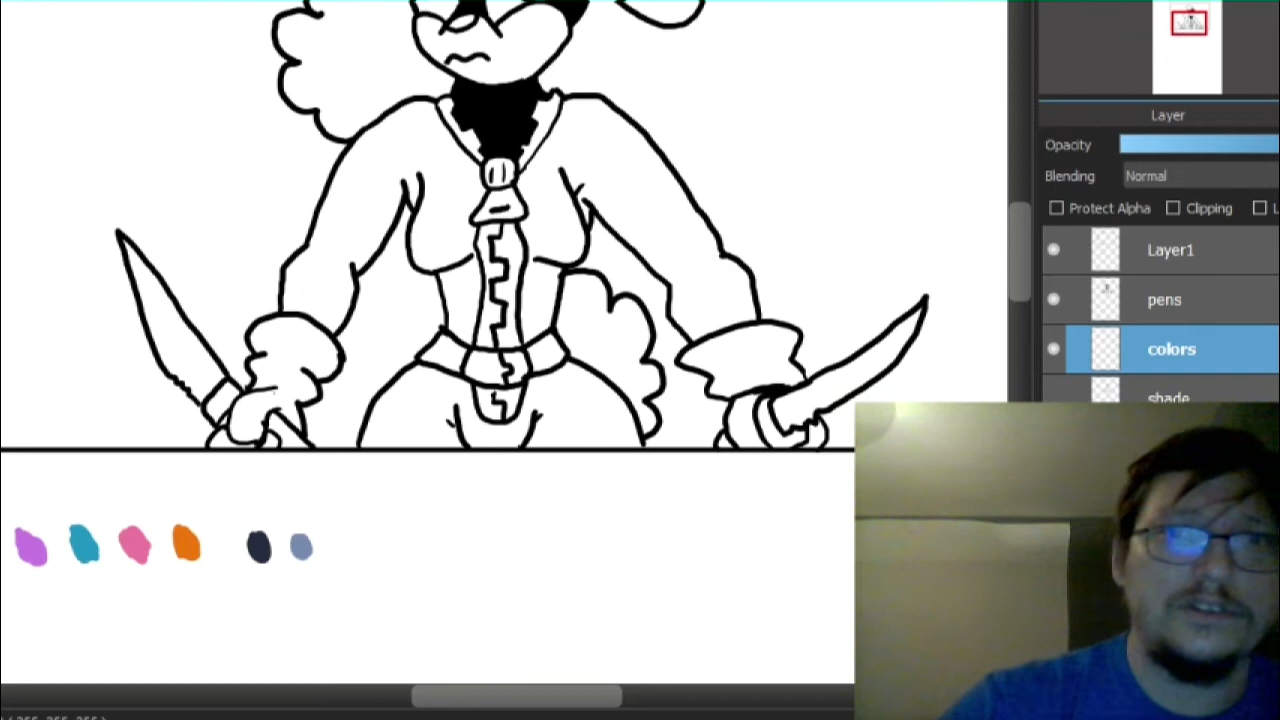 Layer
Opacity
Blending Normal
Protect Alpha Clipping
Layer1
pens
colors
shade